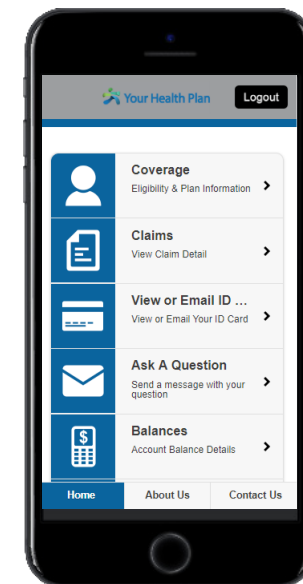 Your Health Plan
Logout
Coverage
Eligibility & Plan Information
Claims
View Claim Detail
View or Email ID ...
View or Email Your ID Card
Ask A Question
Send a message with your
question
$
Balances
Account Balance Details
Home
About Us
Contact Us